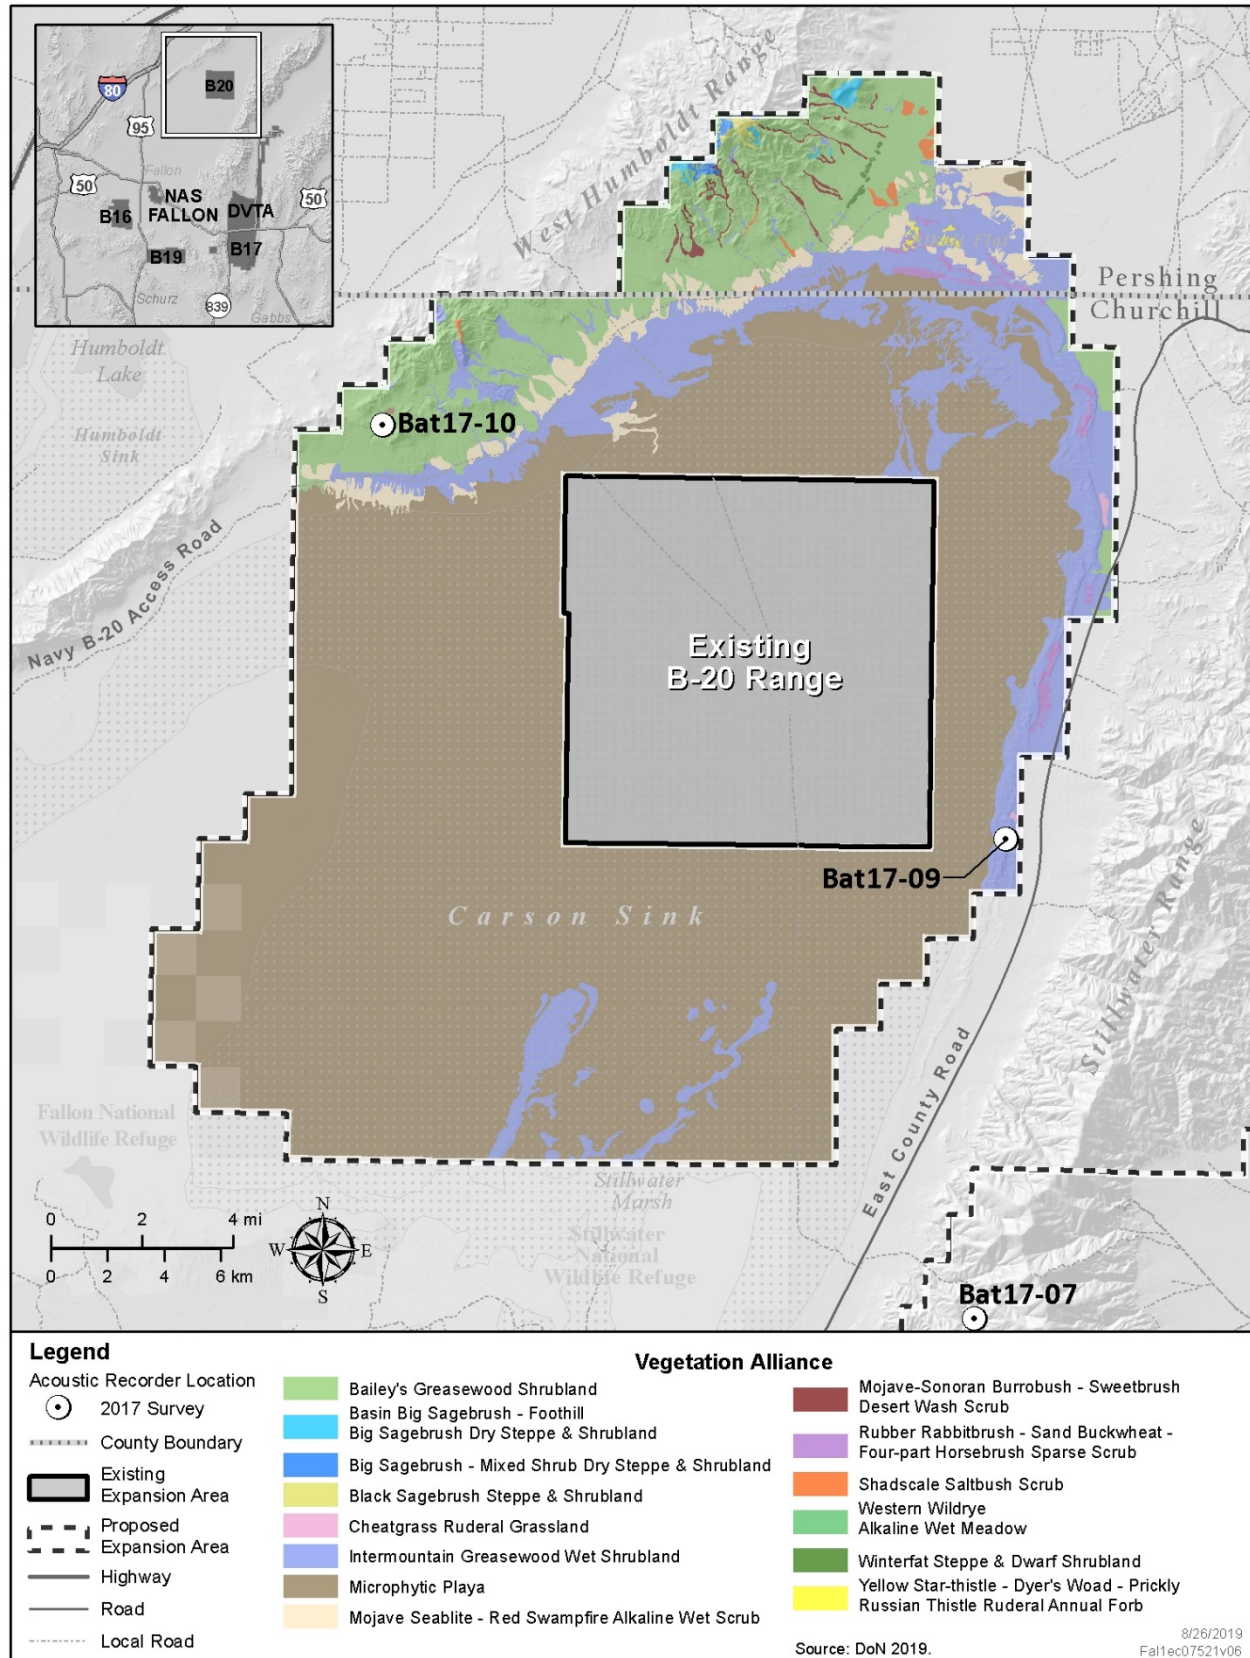 80
B20
95
Fallon
50
NAS
FALLON
DVTA
50
B16
B17
B19
Schurz
839
Gabbs
West Humboldt Range
Alkali Flat
Pershing
Churchill
Humboldt
Lake
Humboldt
Sink
Bat17-10
Navy B-20 Access Road
Existing
B-20 Range
Bat17-09
Carson Sink
Stillwater Range
East County Road
Fallon National
Wildlife Refuge
Stillwater
Marsh
Stillwater
National
Wildlife Refuge
Bat17-07
0 2 4 mi
0 2 4 6 km
N
W E
S
Legend
Acoustic Recorder Location
2017 Survey
County Boundary
Existing
Expansion Area
Proposed
Expansion Area
Highway
Road
Local Road
Vegetation Alliance
Bailey's Greasewood Shrubland
Basin Big Sagebrush - Foothill
Big Sagebrush Dry Steppe & Shrubland
Big Sagebrush - Mixed Shrub Dry Steppe & Shrubland
Black Sagebrush Steppe & Shrubland
Cheatgrass Ruderal Grassland
Intermountain Greasewood Wet Shrubland
Microphytic Playa
Mojave Seablite - Red Swampfire Alkaline Wet Scrub
Mojave-Sonoran Burrobush - Sweetbrush
Desert Wash Scrub
Rubber Rabbitbrush - Sand Buckwheat -
Four-part Horsebrush Sparse Scrub
Shadscale Saltbush Scrub
Western Wildrye
Alkaline Wet Meadow
Winterfat Steppe & Dwarf Shrubland
Yellow Star-thistle - Dyer's Woad - Prickly
Russian Thistle Ruderal Annual Forb
Source: DoN 2019.
8/26/2019
Fal1ec07521v06